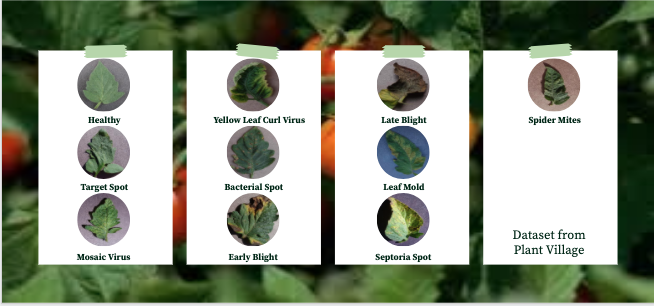 Healthy
Target Spot
Mosaic Virus
Yellow Leaf Curl Virus
Bacterial Spot
Early Blight
Late Blight
Leaf Mold
Septoria Spot
Spider Mites
Dataset from
Plant Village